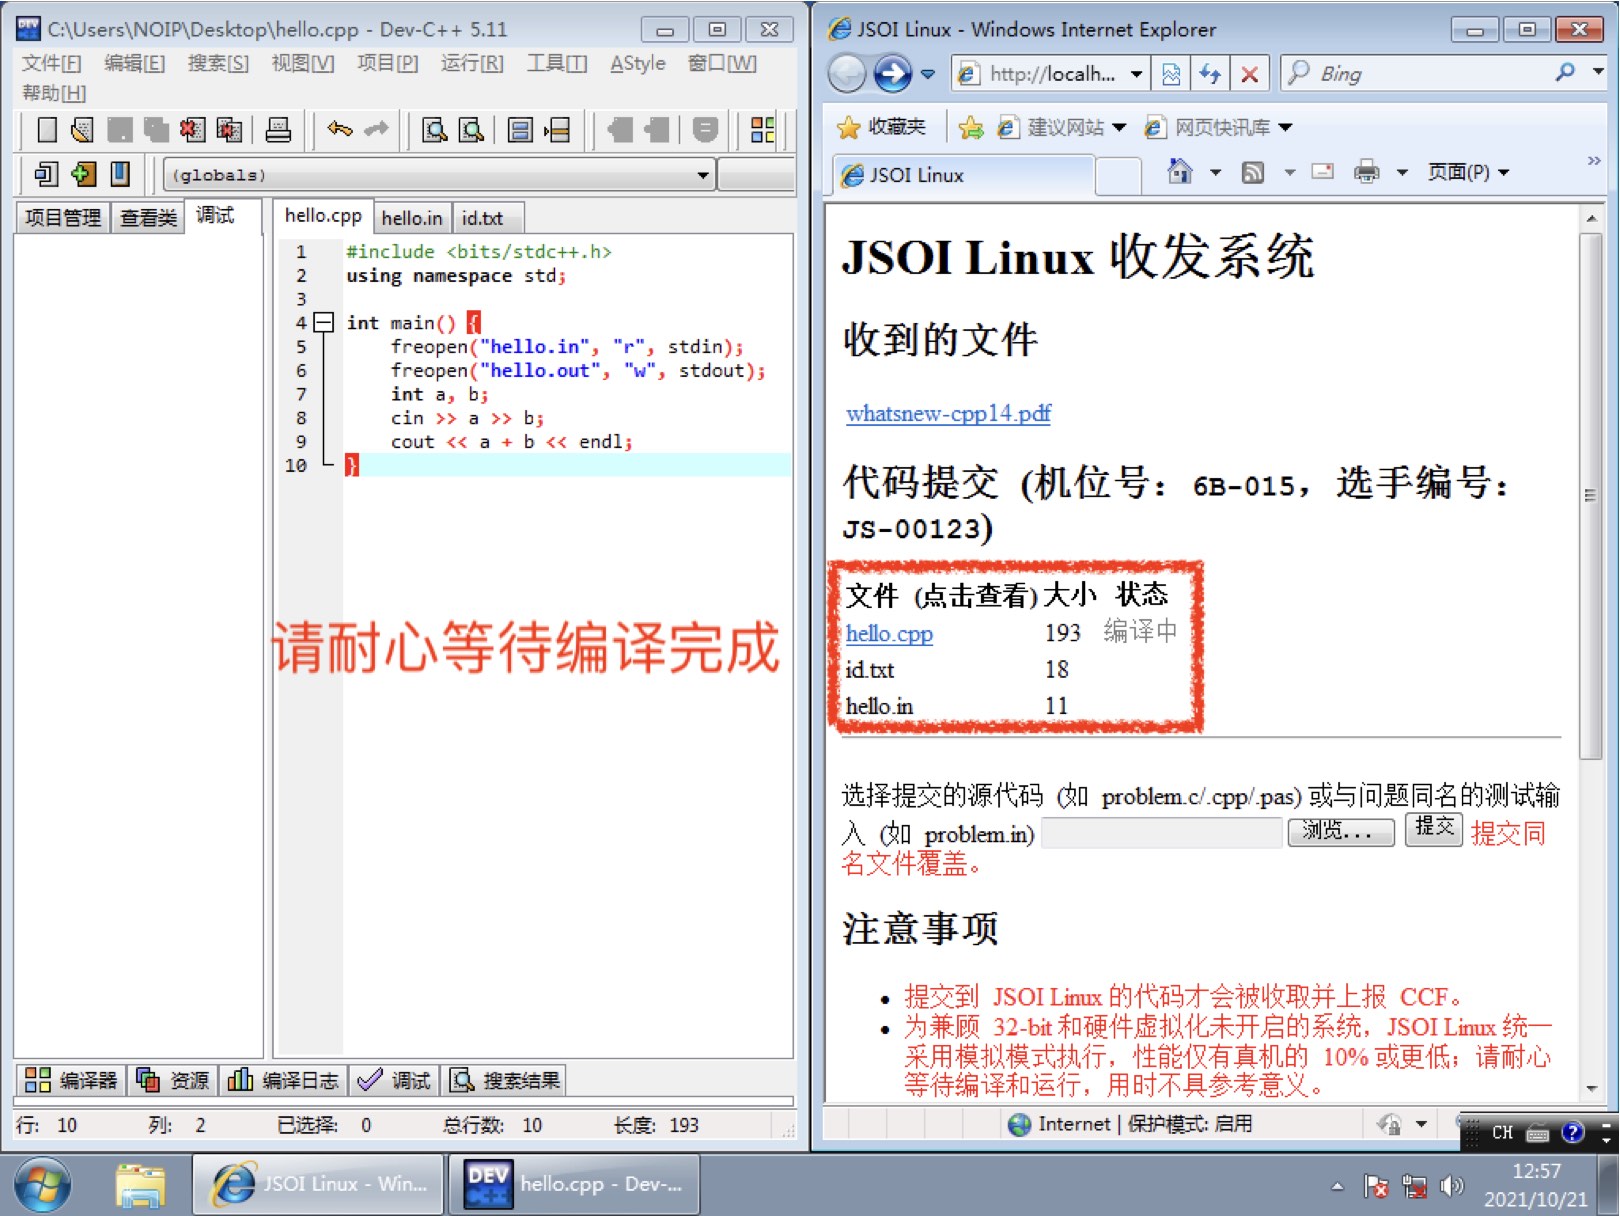 C:\Users\NOIP\Desktop\hello.cpp - Dev-C++ 5.11
文件[F] 编辑[E] 搜索[S] 视图[V] 项目[P] 运行[R] 工具[T] AStyle 窗口[W]
帮助[H]
(globals)
项目管理 查看类 调试
hello.cpp hello.in id.txt
1 #include <bits/stdc++.h>
2 using namespace std;
3
4 int main() {
5 freopen("hello.in", "r", stdin);
6 freopen("hello.out", "w", stdout);
7 int a, b;
8 cin >> a >> b;
9 cout << a + b << endl;
10 }
请耐心等待编译完成
编译器 资源 编译日志 调试 搜索结果
行: 10 列: 2 已选择: 0 总行数: 10 长度: 193
JSOI Linux - Windows Internet Explorer
http://localh... Bing
收藏夹 建议网站 网页快讯库
JSOI Linux 页面(P)
JSOI Linux 收发系统
收到的文件
whatsnew-cpp14.pdf
代码提交 (机位号: 6B-015, 选手编号:
JS-00123)
文件 (点击查看) 大小 状态
hello.cpp 193 编译中
id.txt 18
hello.in 11
选择提交的源代码 (如 problem.c/.cpp/.pas) 或与问题同名的测试输
入 (如 problem.in) 浏览... 提交 提交同
名文件覆盖。
注意事项
提交到 JSOI Linux 的代码才会被收取并上报 CCF。
为兼顾 32-bit 和硬件虚拟化未开启的系统, JSOI Linux 统一
采用模拟模式执行, 性能仅有真机的 10% 或更低; 请耐心
等待编译和运行, 用时不具参考意义。
Internet | 保护模式: 启用
CH
JSOI Linux - Win...
DEV C++ hello.cpp - Dev-...
12:57
2021/10/21